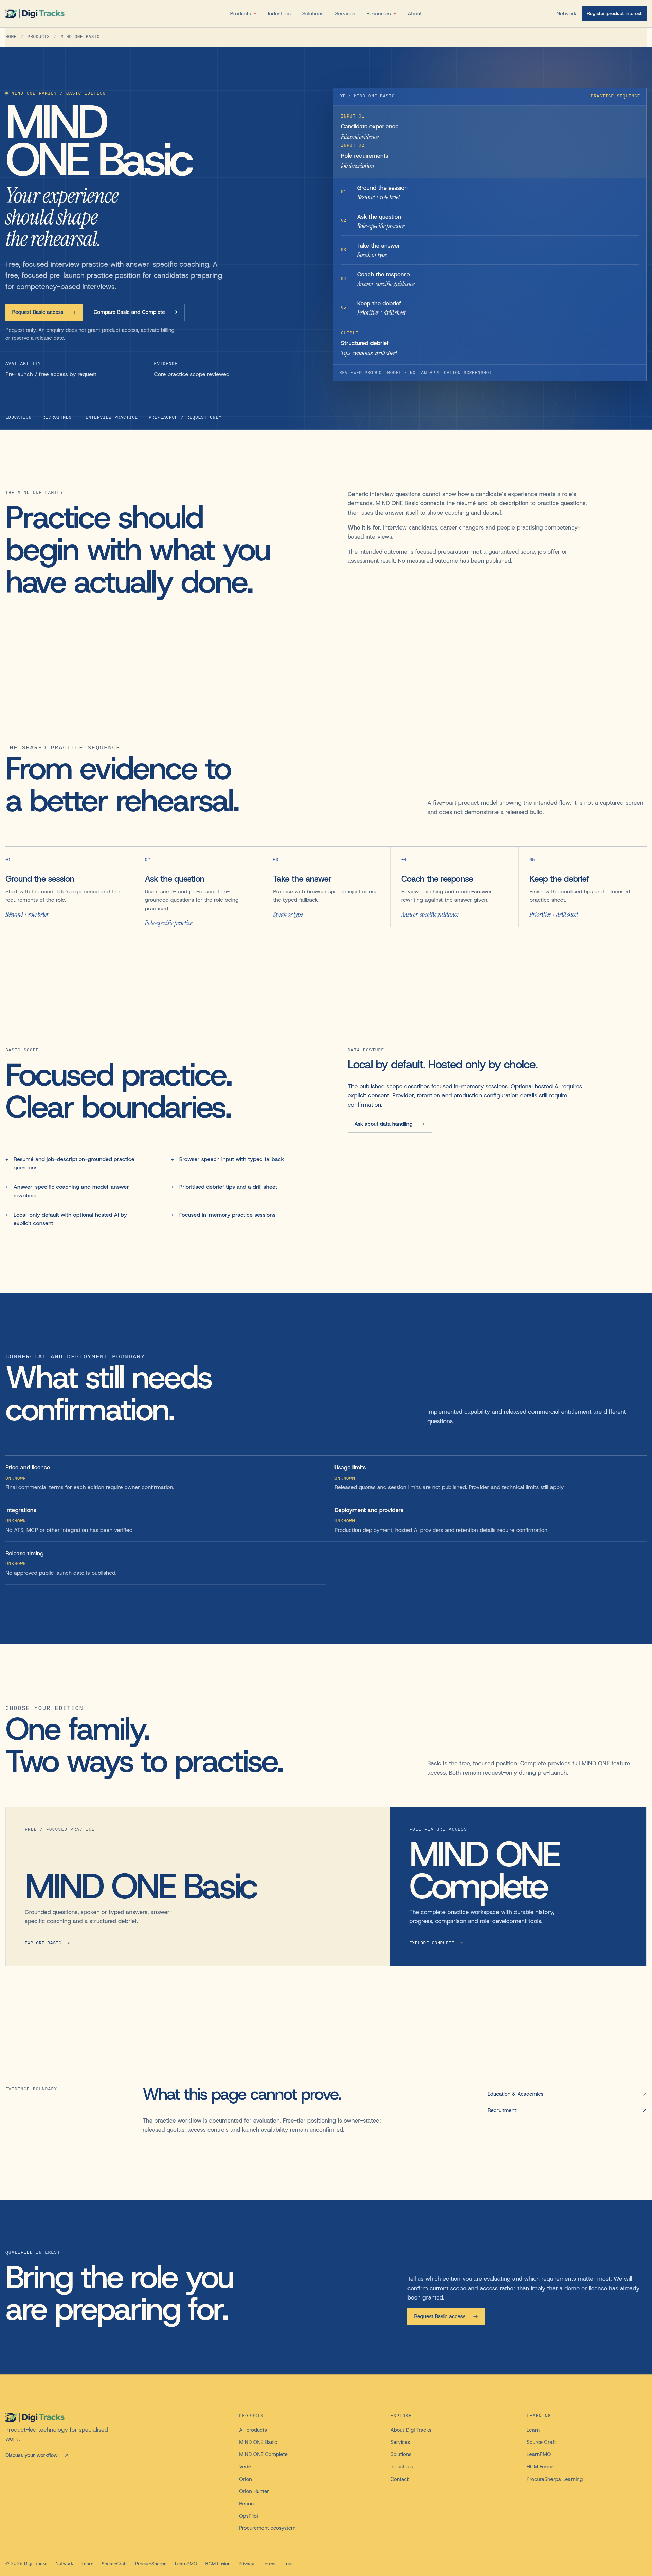 Digi Tracks
Products
Industries
Solutions
Services
Resources
About
Network
Register product interest
HOME / PRODUCTS / MIND ONE BASIC
MIND ONE FAMILY / BASIC EDITION
MIND
ONE Basic
Your experience
should shape
the rehearsal.
Free, focused interview practice with answer-specific coaching. A
free, focused pre-launch practice position for candidates preparing
for competency-based interviews.
Request Basic access →
Compare Basic and Complete →
Request only. An enquiry does not grant product access, activate billing
or reserve a release date.
AVAILABILITY
Pre-launch / free access by request
EVIDENCE
Core practice scope reviewed
DT / MIND ONE-BASIC
PRACTICE SEQUENCE
INPUT 01
Candidate experience
Résumé evidence
INPUT 02
Role requirements
Job description
01
Ground the session
Résumé + role brief
02
Ask the question
Role-specific practice
03
Take the answer
Speak or type
04
Coach the response
Answer-specific guidance
05
Keep the debrief
Priorities + drill sheet
OUTPUT
Structured debrief
Tips · readouts · drill sheet
REVIEWED PRODUCT MODEL · NOT AN APPLICATION SCREENSHOT
EDUCATION
RECRUITMENT
INTERVIEW PRACTICE
PRE-LAUNCH / REQUEST ONLY
THE MIND ONE FAMILY
Practice should
begin with what you
have actually done.
Generic interview questions cannot show how a candidate's experience meets a role's
demands. MIND ONE Basic connects the résumé and job description to practice questions,
then uses the answer itself to shape coaching and debrief.
Who it is for. Interview candidates, career changers and people practising competency-
based interviews.
The intended outcome is focused preparation—not a guaranteed score, job offer or
assessment result. No measured outcome has been published.
THE SHARED PRACTICE SEQUENCE
From evidence to
a better rehearsal.
A five-part product model showing the intended flow. It is not a captured screen
and does not demonstrate a released build.
01
Ground the session
Start with the candidate's experience and the
requirements of the role.
Résumé + role brief
02
Ask the question
Use résumé- and job-description-
grounded questions for the role being
practised.
Role-specific practice
03
Take the answer
Practise with browser speech input or use
the typed fallback.
Speak or type
04
Coach the response
Review coaching and model-answer
rewriting against the answer given.
Answer-specific guidance
05
Keep the debrief
Finish with prioritised tips and a focused
practice sheet.
Priorities + drill sheet
BASIC SCOPE
Focused practice.
Clear boundaries.
+ Résumé and job-description-grounded practice
questions
+ Browser speech input with typed fallback
+ Answer-specific coaching and model-answer
rewriting
+ Prioritised debrief tips and a drill sheet
+ Local-only default with optional hosted AI by
explicit consent
+ Focused in-memory practice sessions
DATA POSTURE
Local by default. Hosted only by choice.
The published scope describes focused in-memory sessions. Optional hosted AI requires
explicit consent. Provider, retention and production configuration details still require
confirmation.
Ask about data handling →
COMMERCIAL AND DEPLOYMENT BOUNDARY
What still needs
confirmation.
Implemented capability and released commercial entitlement are different
questions.
Price and licence
UNKNOWN
Final commercial terms for each edition require owner confirmation.
Usage limits
UNKNOWN
Released quotas and session limits are not published. Provider and technical limits still apply.
Integrations
UNKNOWN
No ATS, MCP or other integration has been verified.
Deployment and providers
UNKNOWN
Production deployment, hosted AI providers and retention details require confirmation.
Release timing
UNKNOWN
No approved public launch date is published.
CHOOSE YOUR EDITION
One family.
Two ways to practise.
Basic is the free, focused position. Complete provides full MIND ONE feature
access. Both remain request-only during pre-launch.
FREE / FOCUSED PRACTICE
MIND ONE Basic
Grounded questions, spoken or typed answers, answer-
specific coaching and a structured debrief.
EXPLORE BASIC
FULL FEATURE ACCESS
MIND ONE
Complete
The complete practice workspace with durable history,
progress, comparison and role-development tools.
EXPLORE COMPLETE
EVIDENCE BOUNDARY
What this page cannot prove.
The practice workflow is documented for evaluation. Free-tier positioning is owner-stated;
released quotas, access controls and launch availability remain unconfirmed.
Education & Academics ↗
Recruitment ↗
QUALIFIED INTEREST
Bring the role you
are preparing for.
Tell us which edition you are evaluating and which requirements matter most. We will
confirm current scope and access rather than imply that a demo or licence has already
been granted.
Request Basic access →
Digi Tracks
Product-led technology for specialised
work.
Discuss your workflow ↗
PRODUCTS
All products
MIND ONE Basic
MIND ONE Complete
Vedik
Orion
Orion Hunter
Recon
OpsPilot
Procurement ecosystem
EXPLORE
About Digi Tracks
Services
Solutions
Industries
Contact
LEARNING
Learn
Source Craft
LearnPMO
HCM Fusion
ProcureSherpa Learning
© 2026 Digi Tracks
Network
Learn
SourceCraft
ProcureSherpa
LearnPMO
HCM Fusion
Privacy
Terms
Trust